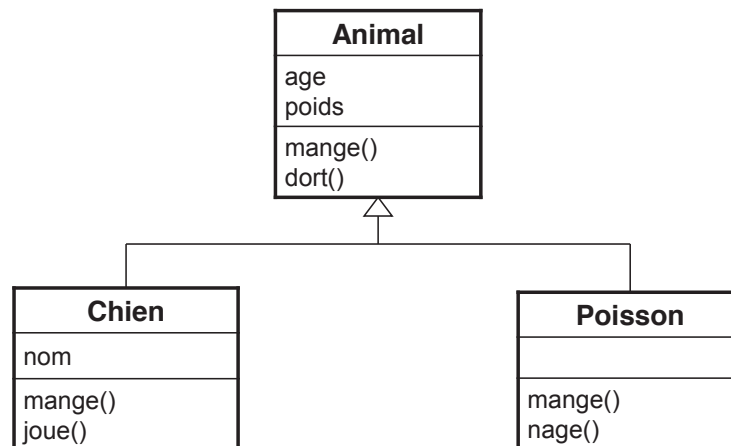 Animal
age
poids
mange()
dort()
Chien
nom
mange()
joue()
Poisson
mange()
nage()